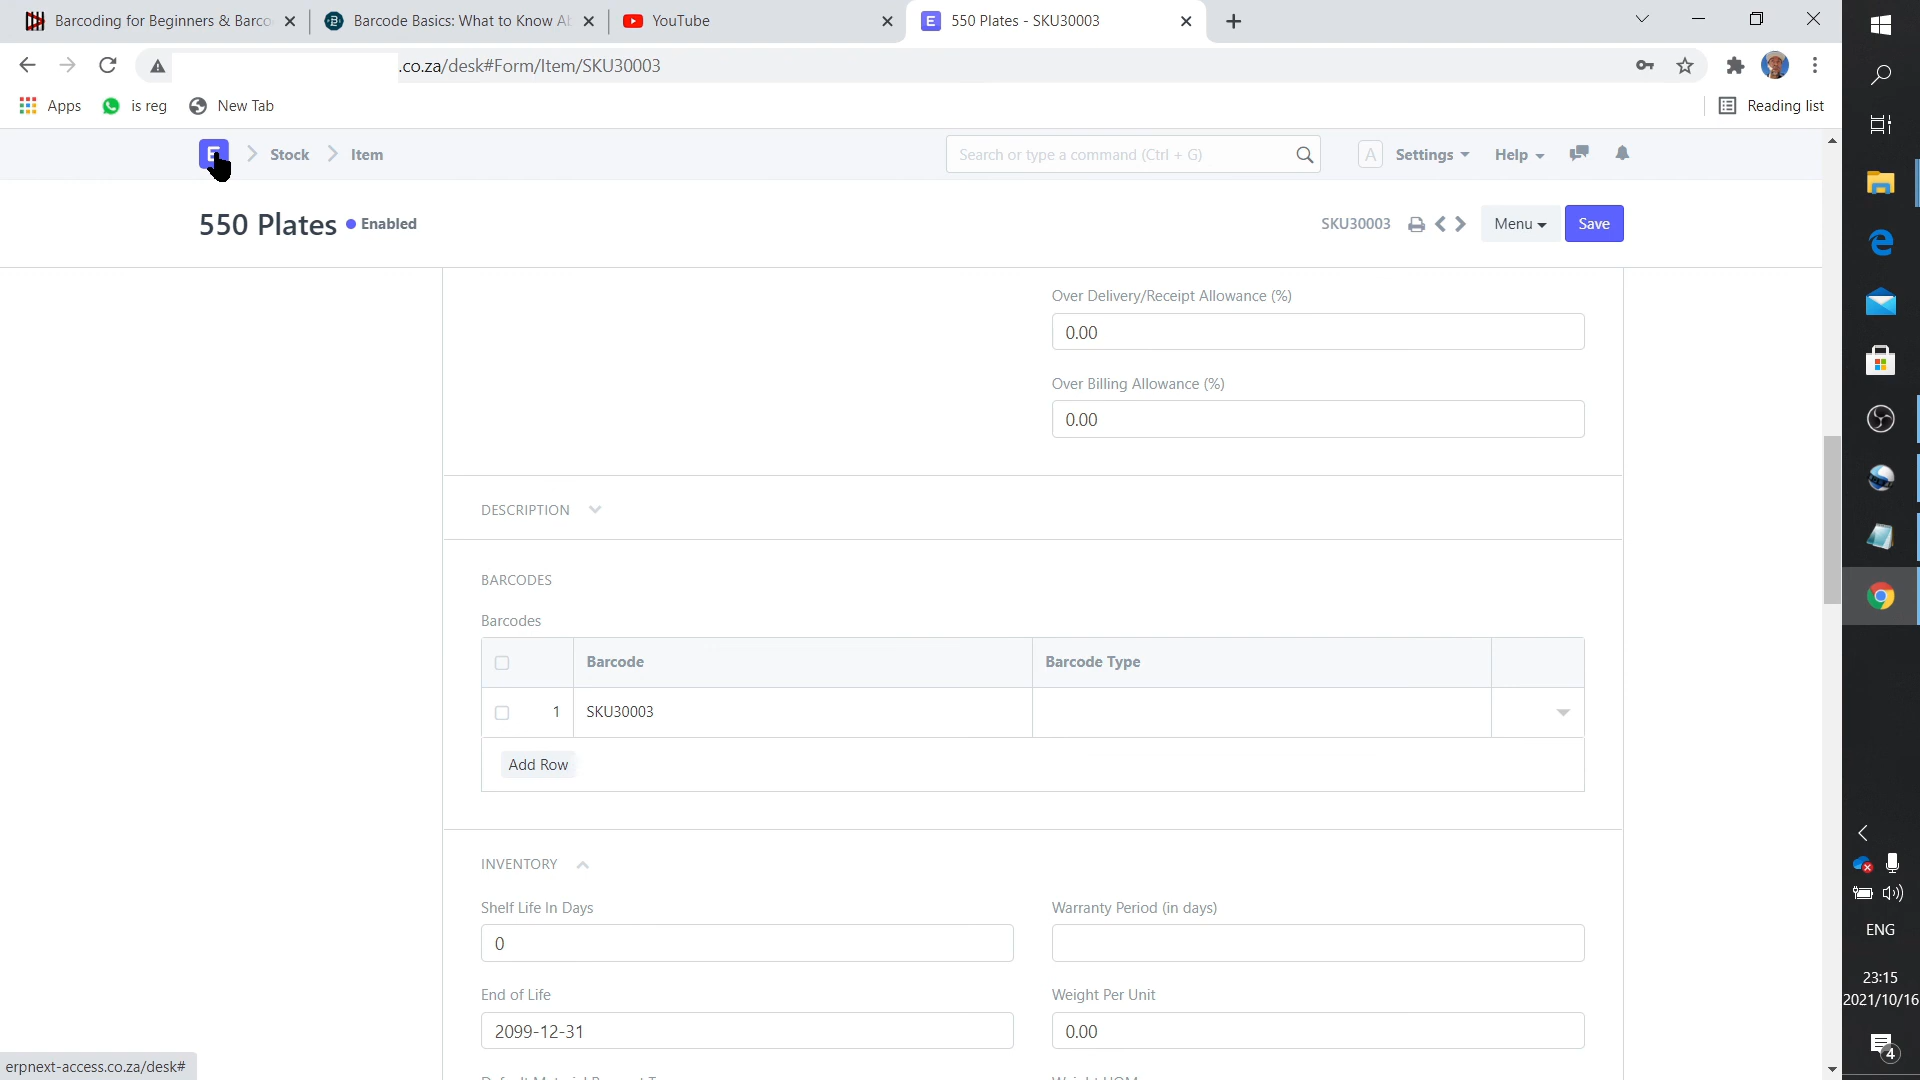 Barcoding for Beginners & Barco
Barcode Basics: What to Know Al
YouTube
550 Plates - SKU30003
.co.za/desk#Form/Item/SKU30003
Apps
is reg
New Tab
Reading list
E
Stock
Item
Search or type a command (Ctrl + G)
A
Settings
Help
550 Plates
Enabled
SKU30003
Menu
Save
Over Delivery/Receipt Allowance (%)
0.00
Over Billing Allowance (%)
0.00
DESCRIPTION
BARCODES
Barcodes
Barcode
Barcode Type
1
SKU30003
Add Row
INVENTORY
Shelf Life In Days
Warranty Period (in days)
0
End of Life
Weight Per Unit
2099-12-31
0.00
erpnext-access.co.za/desk#
ENG
23:15
2021/10/16
4